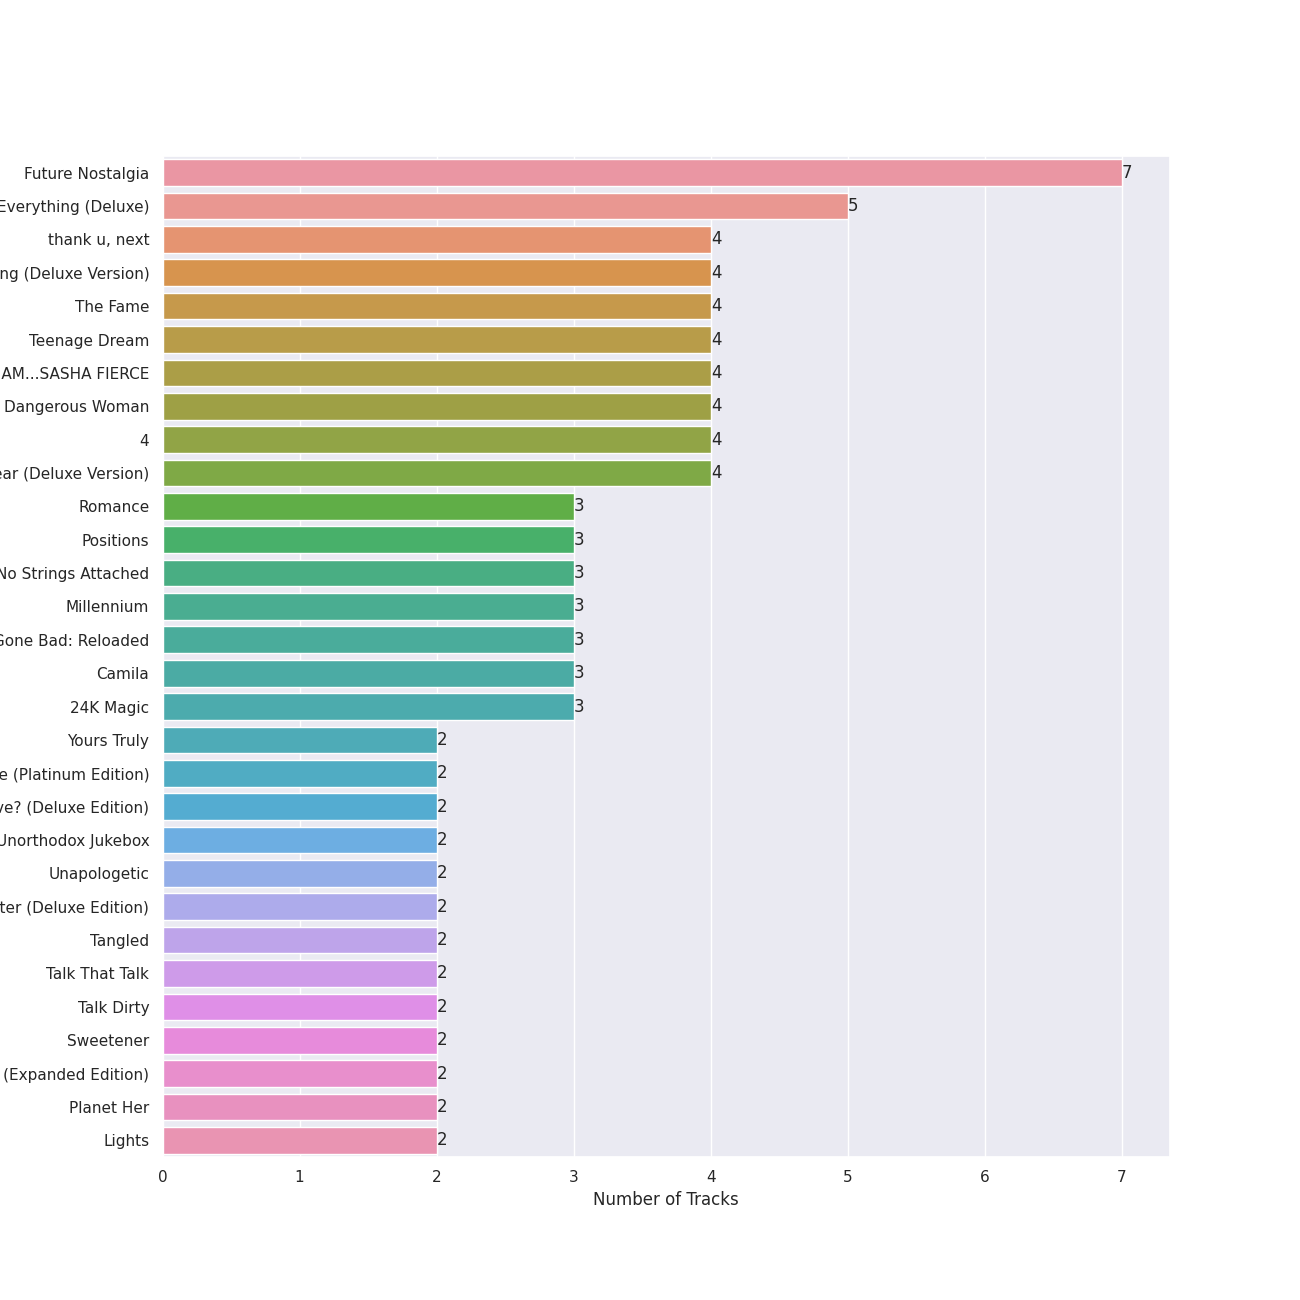 Future Nostalgia 7
Everything (Deluxe) 5
thank u, next 4
ng (Deluxe Version) 4
The Fame 4
Teenage Dream 4
AM...SASHA FIERCE 4
Dangerous Woman 4
4 4
ear (Deluxe Version) 4
Romance 3
Positions 3
No Strings Attached 3
Millennium 3
Gone Bad: Reloaded 3
Camila 3
24K Magic 3
Yours Truly 2
e (Platinum Edition) 2
ve? (Deluxe Edition) 2
Unorthodox Jukebox 2
Unapologetic 2
ter (Deluxe Edition) 2
Tangled 2
Talk That Talk 2
Talk Dirty 2
Sweetener 2
(Expanded Edition) 2
Planet Her 2
Lights 2
0 1 2 3 4 5 6 7
Number of Tracks